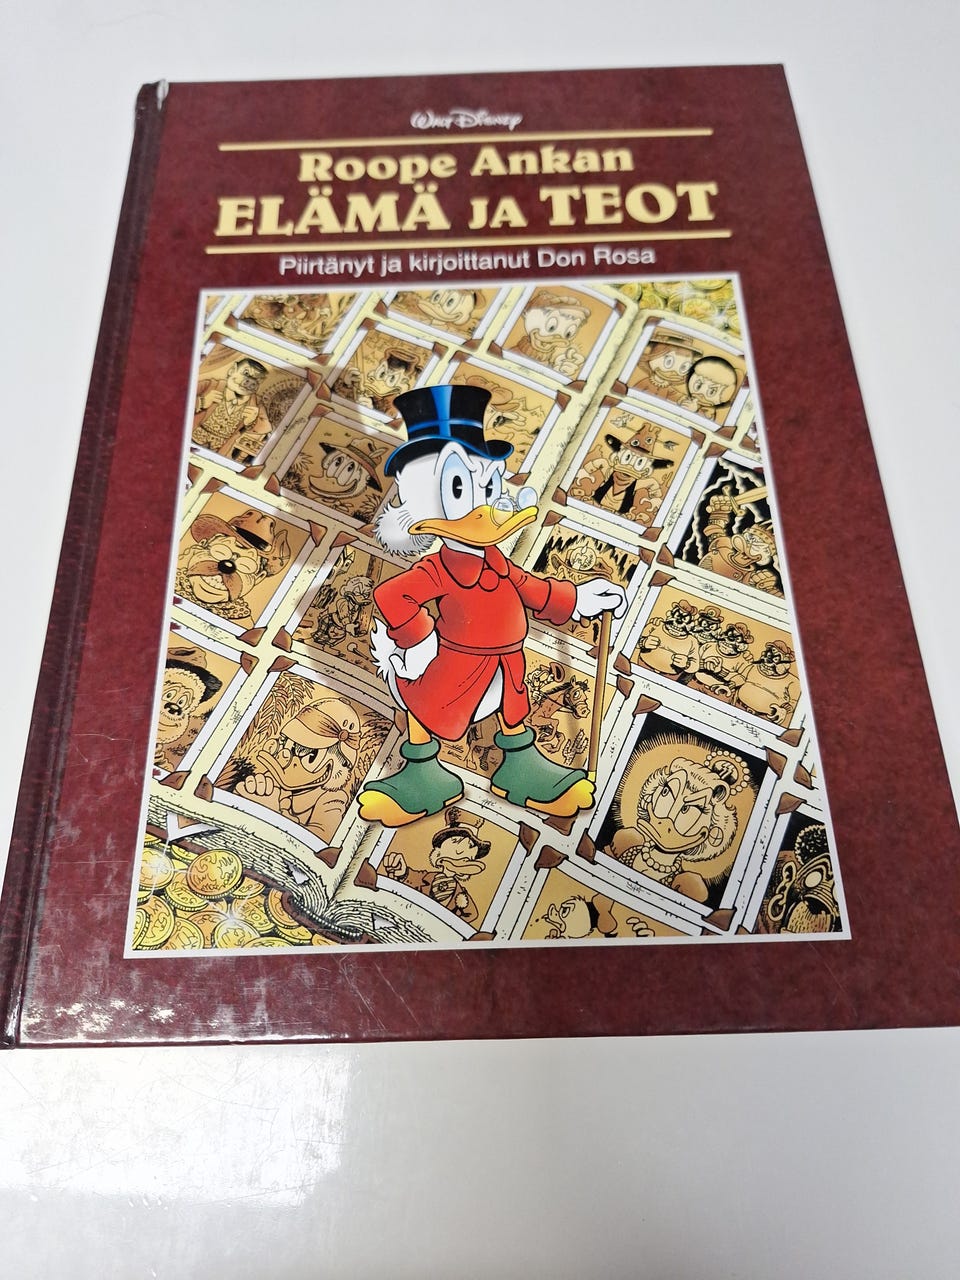 Walt Disney
Roope Ankan
ELÄMÄ JA TEOT
Piirtänyt ja kirjoittanut Don Rosa